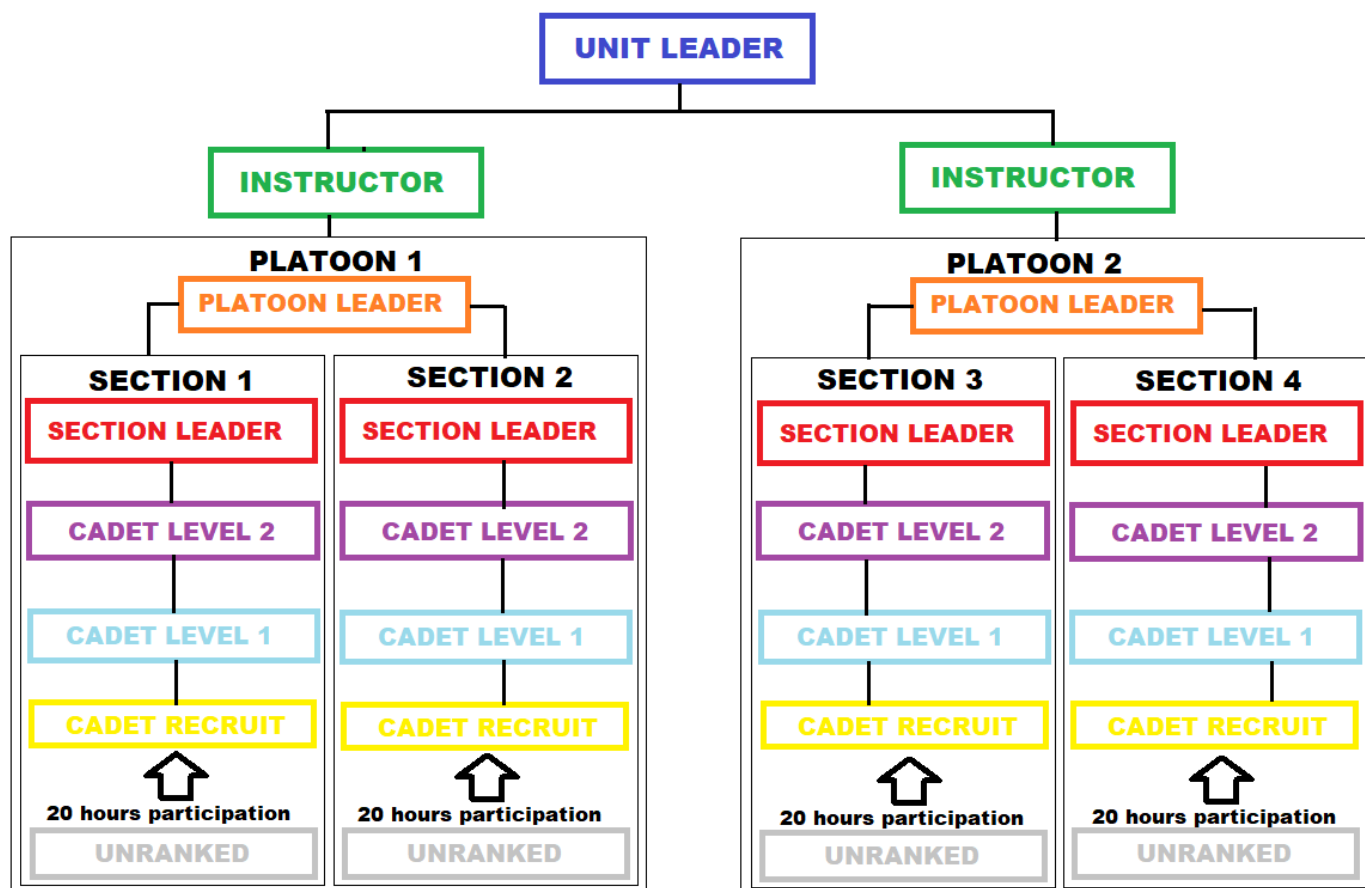 UNIT LEADER
INSTRUCTOR
INSTRUCTOR
PLATOON 1
PLATOON LEADER
SECTION 1
SECTION LEADER
CADET LEVEL 2
CADET LEVEL 1
CADET RECRUIT
20 hours participation
UNRANKED
SECTION 2
SECTION LEADER
CADET LEVEL 2
CADET LEVEL 1
CADET RECRUIT
20 hours participation
UNRANKED
PLATOON 2
PLATOON LEADER
SECTION 3
SECTION LEADER
CADET LEVEL 2
CADET LEVEL 1
CADET RECRUIT
20 hours participation
UNRANKED
SECTION 4
SECTION LEADER
CADET LEVEL 2
CADET LEVEL 1
CADET RECRUIT
20 hours participation
UNRANKED